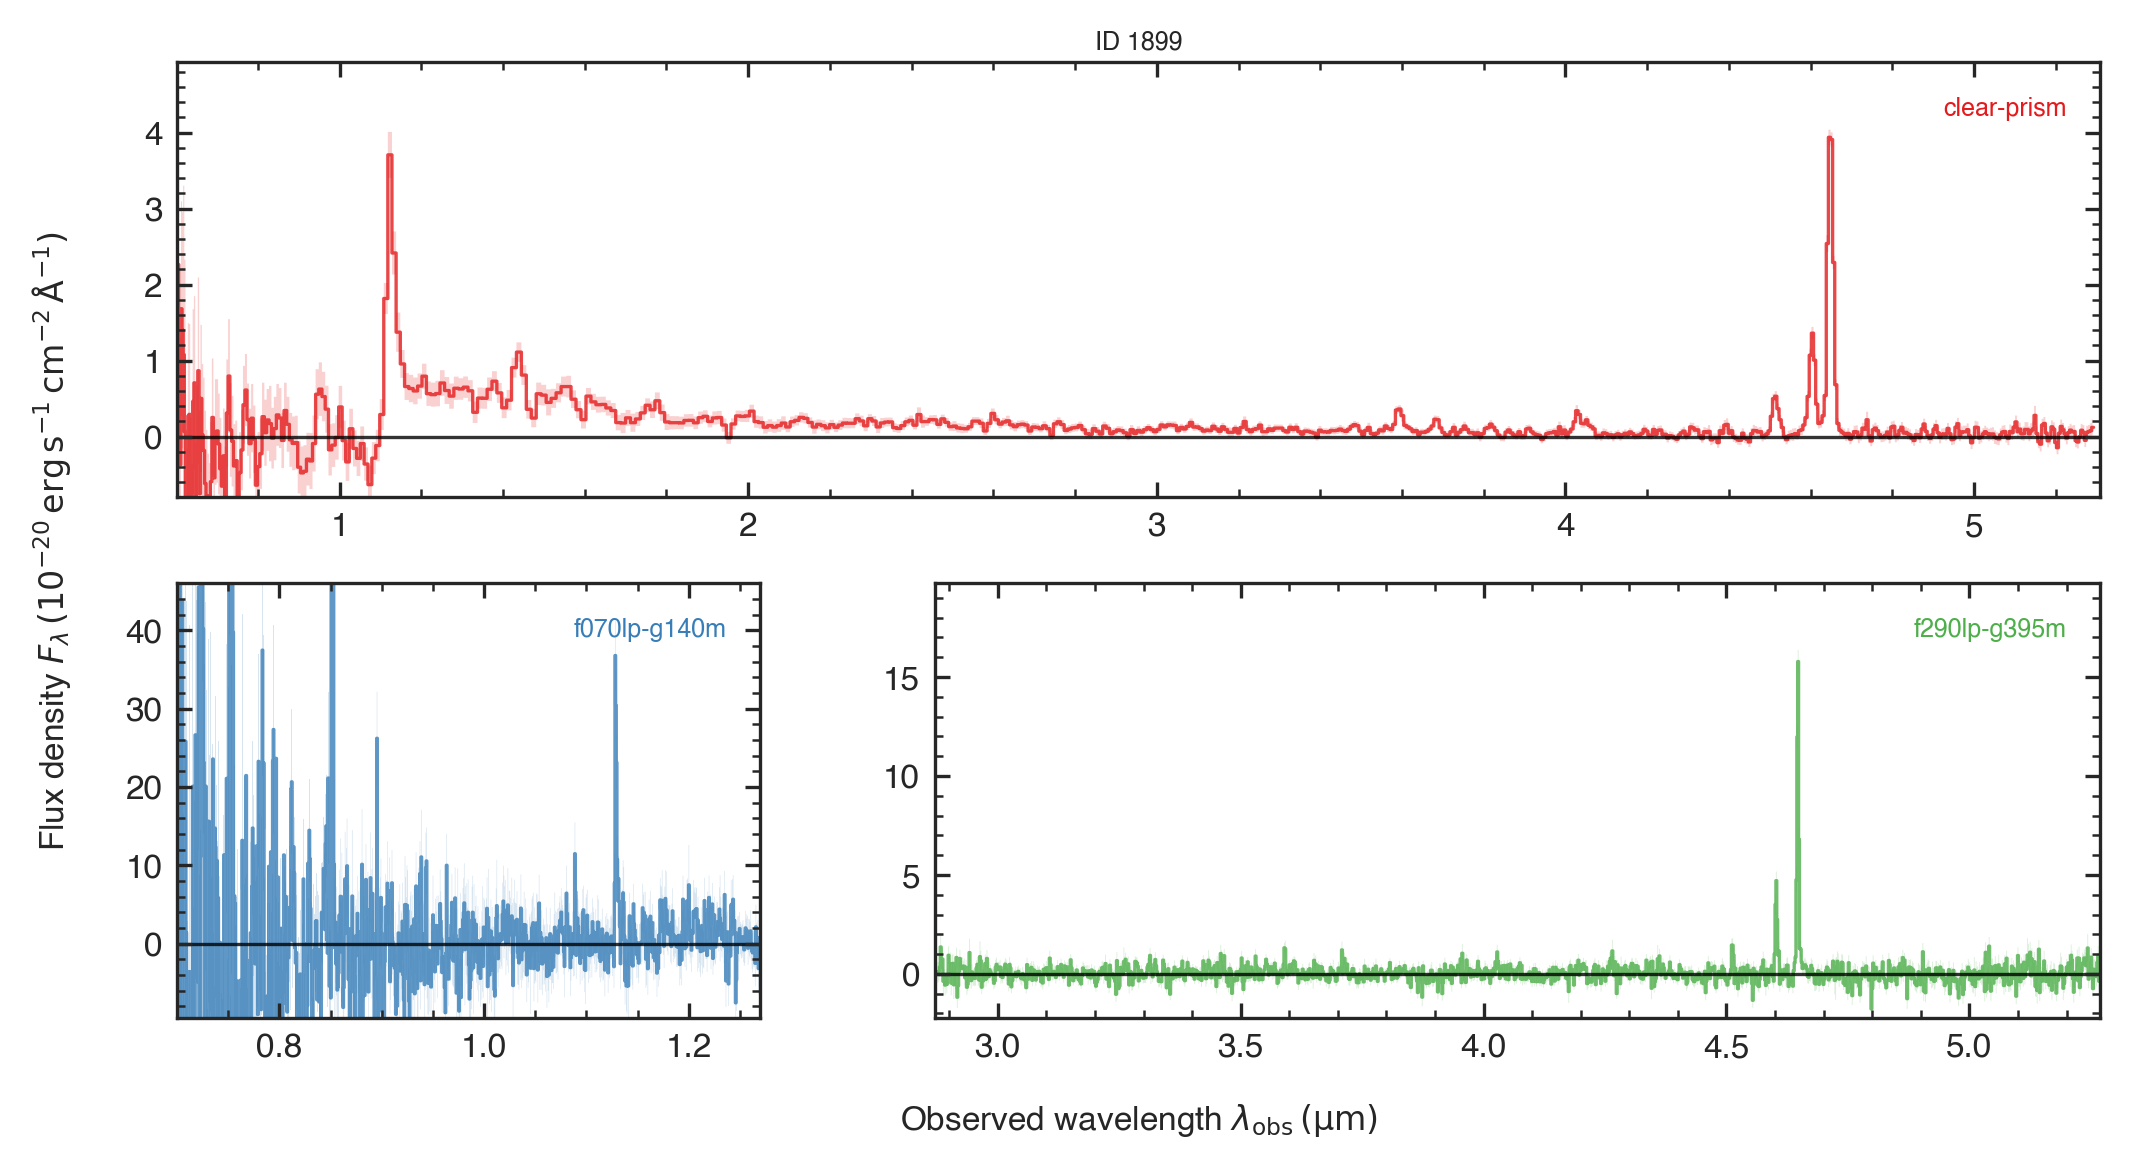 ID 1899
clear-prism
4
3
2
1
0
1 2 3 4 5
Flux density Fλ (10⁻²⁰ erg s⁻¹ cm⁻² Å⁻¹)
f070lp-g140m
40
30
20
10
0
0.8 1.0 1.2
f290lp-g395m
15
10
5
0
3.0 3.5 4.0 4.5 5.0
Observed wavelength λobs (μm)